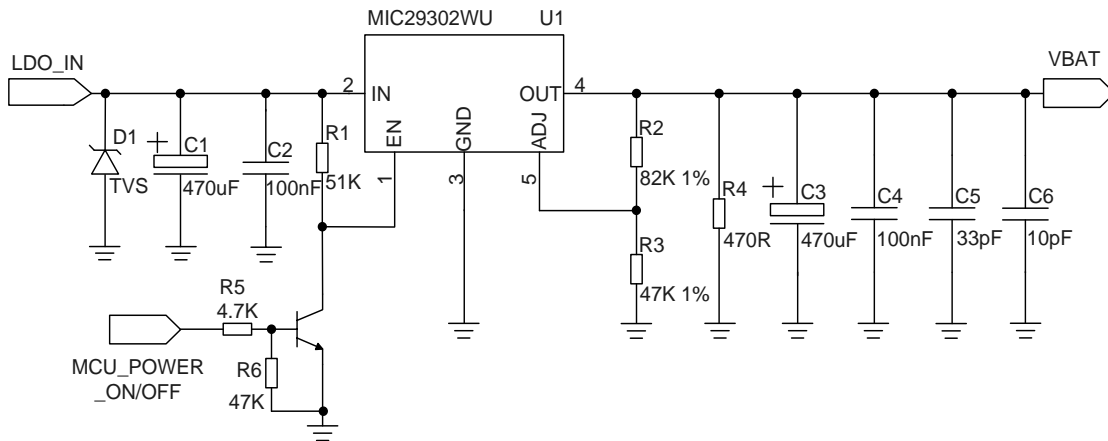 MIC29302WU U1
LDO_IN
VBAT
2 IN
OUT 4
EN
GND
ADJ
1
3
5
D1
TVS
+
C1
470uF
C2
100nF
R1
51K
R2
82K 1%
R3
47K 1%
R4
470R
+
C3
470uF
C4
100nF
C5
33pF
C6
10pF
R5
4.7K
MCU_POWER
_ON/OFF
R6
47K